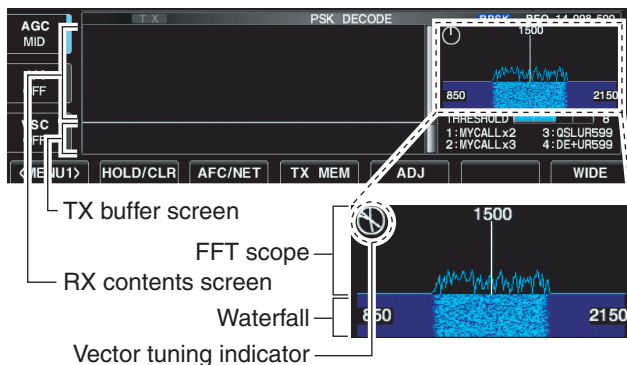 AGC
MID
TX
PSK DECODE
1500
850
2150
OFF
VSC
OFF
THRESHOLD 8
1:MYCALLx2 3:QSLUR599
2:MYCALLx3 4:DE+UR599
<MENU1> HOLD/CLR AFC/NET TX MEM ADJ WIDE
TX buffer screen
1500
FFT scope
RX contents screen
Waterfall
850
2150
Vector tuning indicator